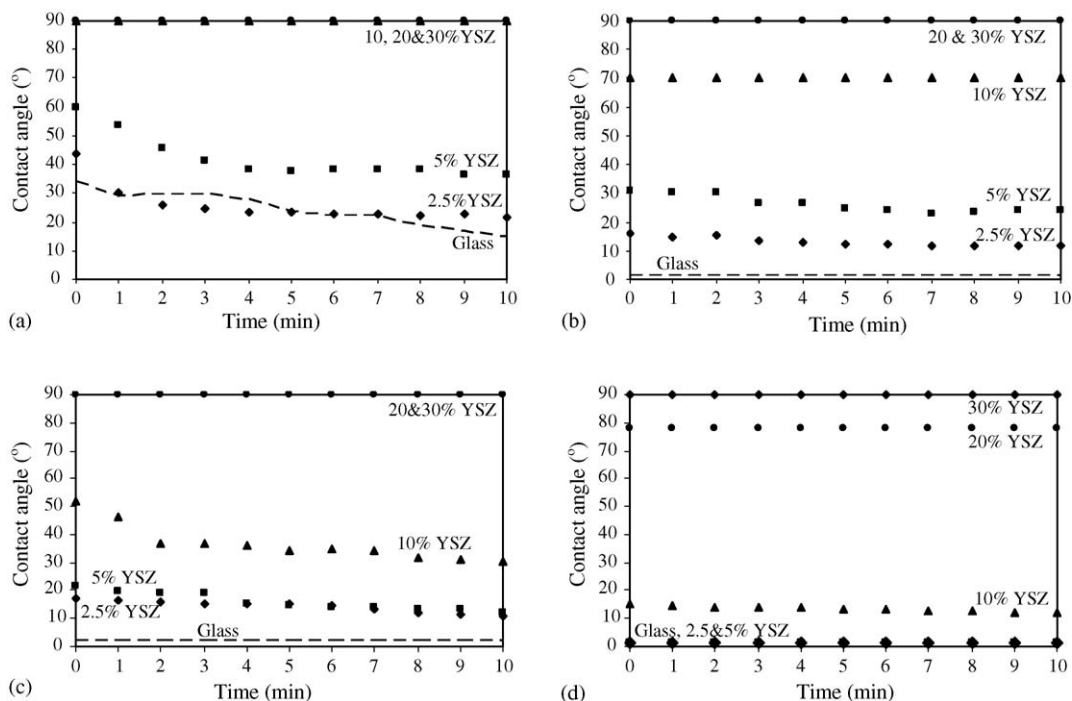 90
80
70
60
50
40
30
20
10
0
Contact angle (°)
10, 20&30%YSZ
5% YSZ
2.5%YSZ
Glass
0 1 2 3 4 5 6 7 8 9 10
Time (min)
(a)
90
80
70
60
50
40
30
20
10
0
Contact angle (°)
20 & 30% YSZ
10% YSZ
5% YSZ
2.5% YSZ
Glass
0 1 2 3 4 5 6 7 8 9 10
Time (min)
(b)
90
80
70
60
50
40
30
20
10
0
Contact angle (°)
20&30% YSZ
10% YSZ
5% YSZ
2.5% YSZ
Glass
0 1 2 3 4 5 6 7 8 9 10
Time (min)
(c)
90
80
70
60
50
40
30
20
10
0
Contact angle (°)
30% YSZ
20% YSZ
10% YSZ
Glass, 2.5&5% YSZ
0 1 2 3 4 5 6 7 8 9 10
Time (min)
(d)